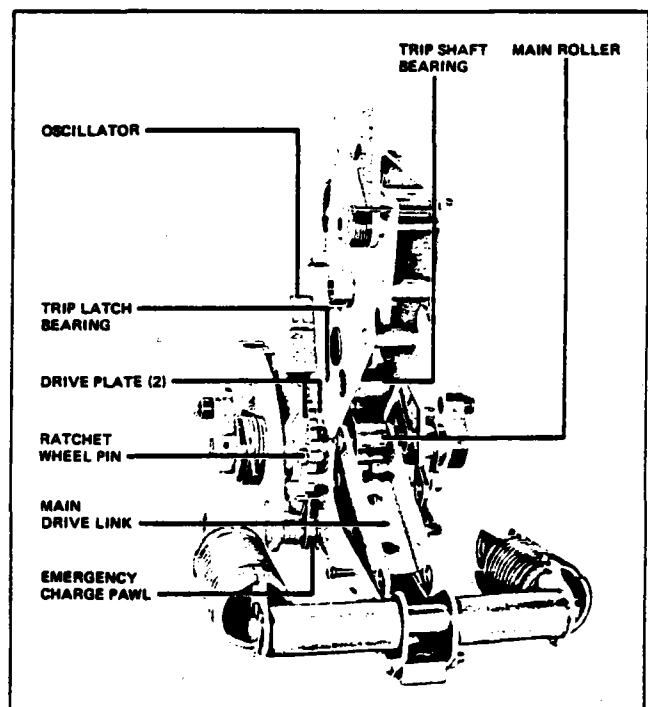 TRIP SHAFT
BEARING
MAIN ROLLER
OSCILLATOR
TRIP LATCH
BEARING
DRIVE PLATE (2)
RATCHET
WHEEL PIN
MAIN
DRIVE LINK
EMERGENCY
CHARGE PAWL